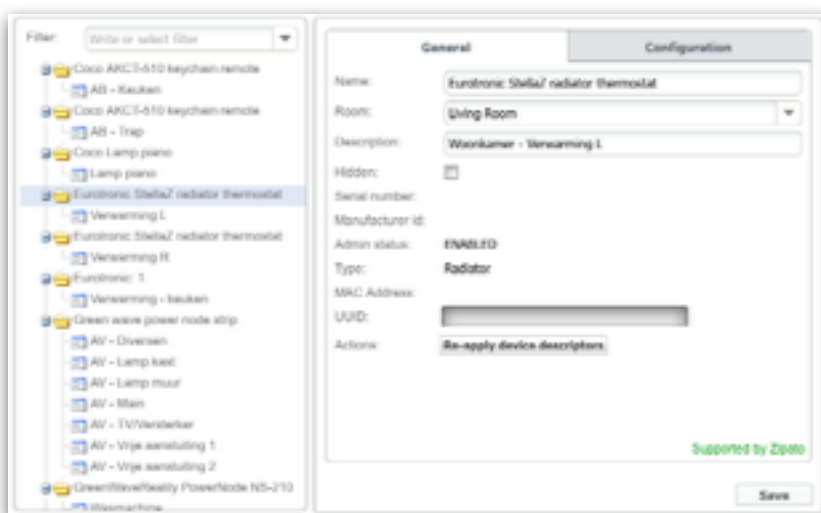 Filter: Write or select filter
Coco AKCT-510 keychain remote
AB - Keuken
Coco AKCT-510 keychain remote
AB - Trap
Coco Lamp piano
Lamp piano
Eurotronic StellaZ radiator thermostat
Verwarming L
Eurotronic StellaZ radiator thermostat
Verwarming R
Eurotronic: 1
Verwarming - keuken
Green wave power node strip
AV - Diversen
AV - Lamp kast
AV - Lamp muur
AV - Main
AV - TV/Versterker
AV - Vrije aansluiting 1
AV - Vrije aansluiting 2
GreenWaveReality PowerNode NS-210
Wasmachine
General
Configuration
Name: Eurotronic StellaZ radiator thermostat
Room: Living Room
Description: Woonkamer - Verwarming L
Hidden:
Serial number:
Manufacturer id:
Admin status: ENABLED
Type: Radiator
MAC Address:
UUID:
Actions: Re-apply device descriptors
Supported by Zipato
Save